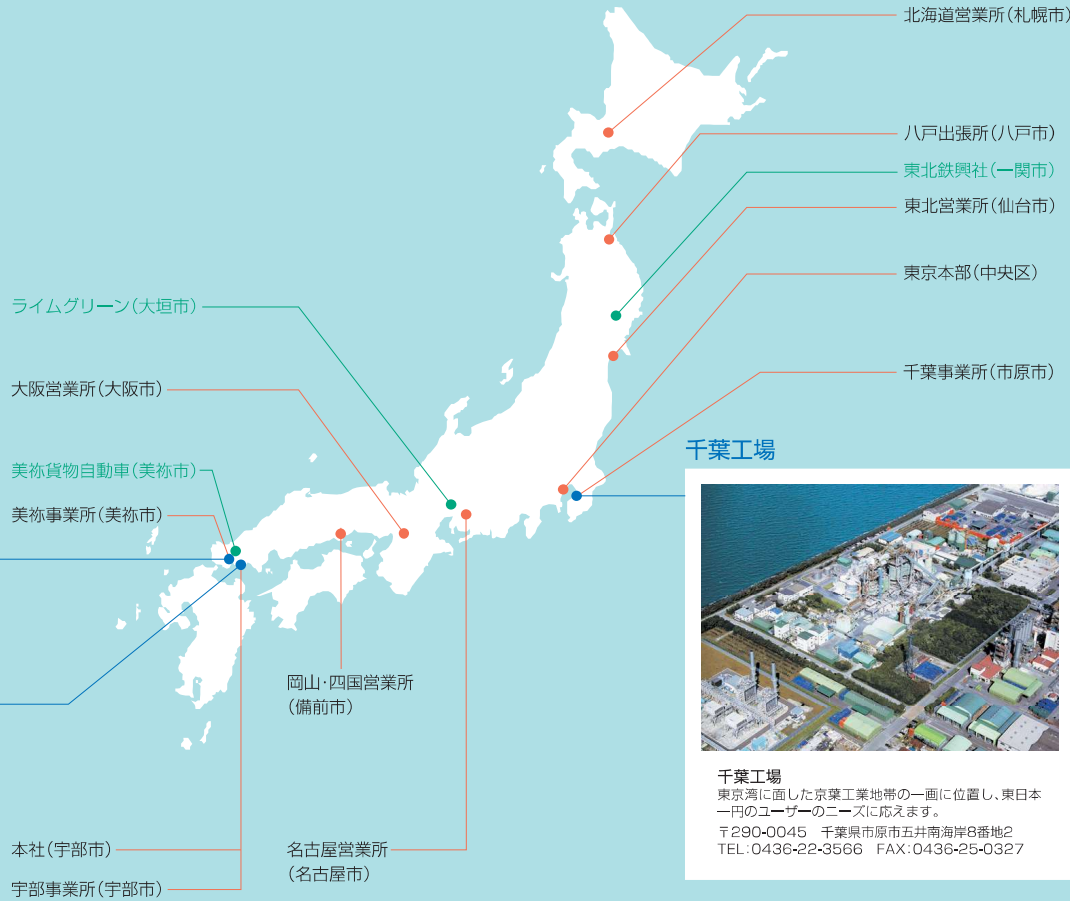 北海道営業所(札幌市)
八戸出張所(八戸市)
東北鉄興社(一関市)
東北営業所(仙台市)
東京本部(中央区)
千葉事業所(市原市)
千葉工場
ライムグリーン(大垣市)
大阪営業所(大阪市)
美祢貨物自動車(美祢市)
美祢事業所(美祢市)
岡山・四国営業所
(備前市)
本社(宇部市)
宇部事業所(宇部市)
名古屋営業所
(名古屋市)
千葉工場
東京湾に面した京葉工業地帯の一画に位置し、東日本
一円のユーザーのニーズに応えます。
〒290-0045 千葉県市原市五井南海岸8番地2
TEL:0436-22-3566 FAX:0436-25-0327